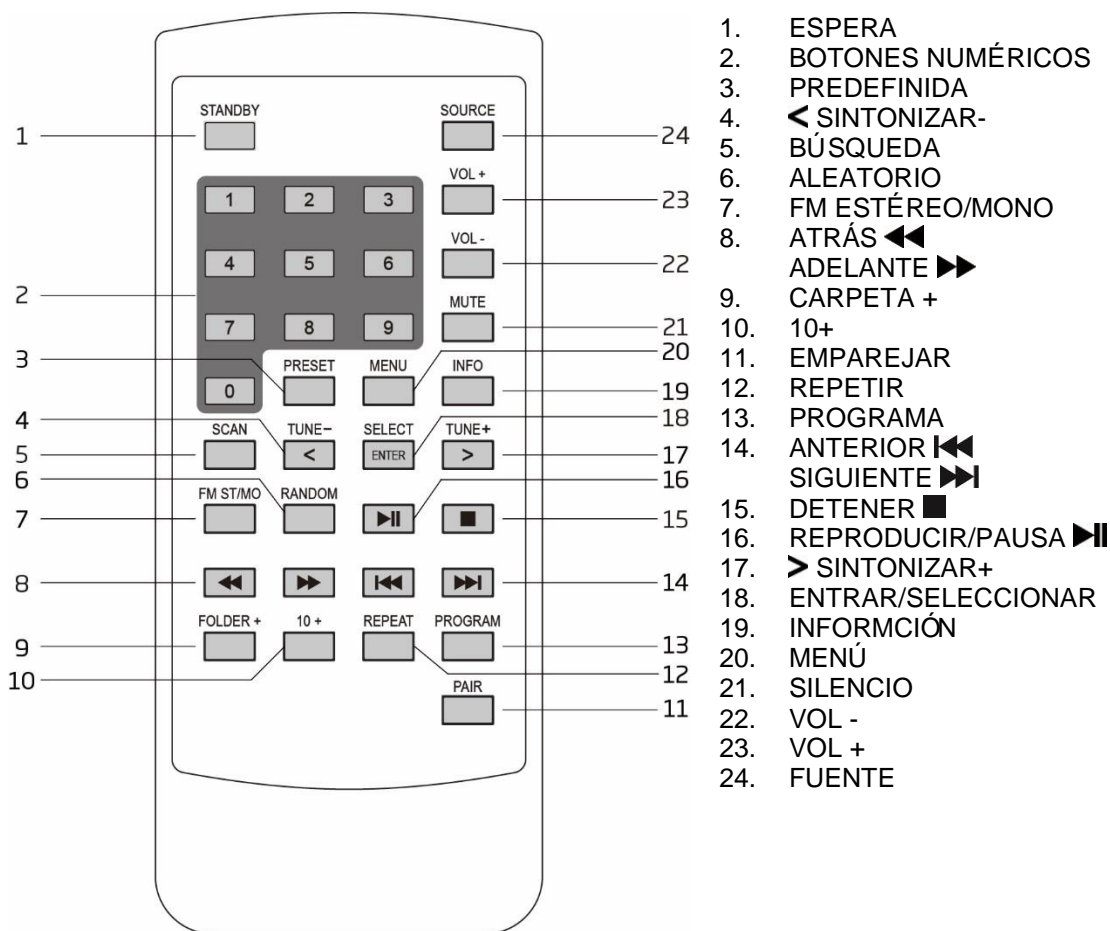 STANDBY SOURCE
1 24
VOL +
1 2 3 23
VOL -
4 5 6 22
2
MUTE
7 8 9 21
3 20
PRESET MENU INFO
0 19
4 18
SCAN TUNE− SELECT TUNE+
5 < ENTER > 17
6 16
FM ST/MO RANDOM
7 ▶II ■ 15
8 ◀◀ ▶▶ I◀◀ ▶▶I 14
FOLDER + 10 + REPEAT PROGRAM
9 13
10 12
PAIR
11
1. ESPERA
2. BOTONES NUMÉRICOS
3. PREDEFINIDA
4. < SINTONIZAR-
5. BÚSQUEDA
6. ALEATORIO
7. FM ESTÉREO/MONO
8. ATRÁS ◀◀
ADELANTE ▶▶
9. CARPETA +
10. 10+
11. EMPAREJAR
12. REPETIR
13. PROGRAMA
14. ANTERIOR I◀◀
SIGUIENTE ▶▶I
15. DETENER ■
16. REPRODUCIR/PAUSA ▶II
17. > SINTONIZAR+
18. ENTRAR/SELECCIONAR
19. INFORMCIÓN
20. MENÚ
21. SILENCIO
22. VOL -
23. VOL +
24. FUENTE